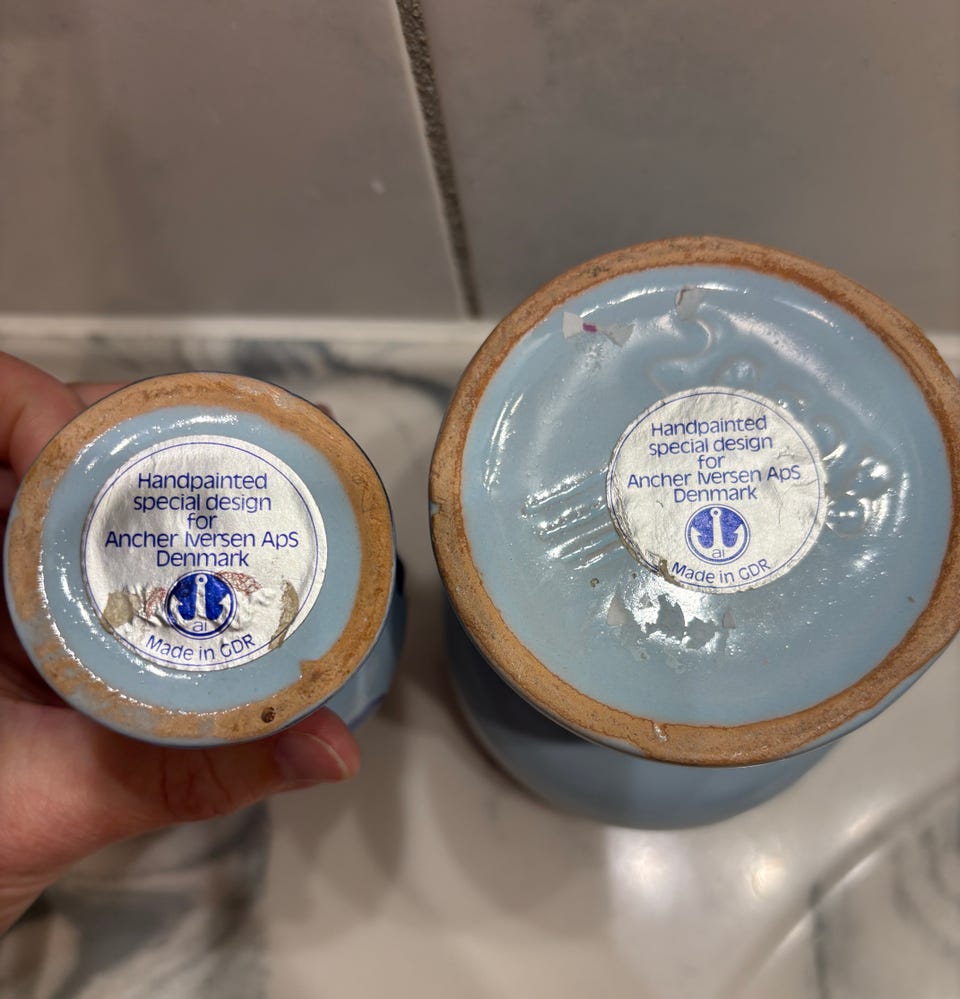 Handpainted
special design
for
Ancher Iversen ApS
Denmark
ai
Made in GDR
Handpainted
special design
for
Ancher Iversen ApS
Denmark
ai
Made in GDR